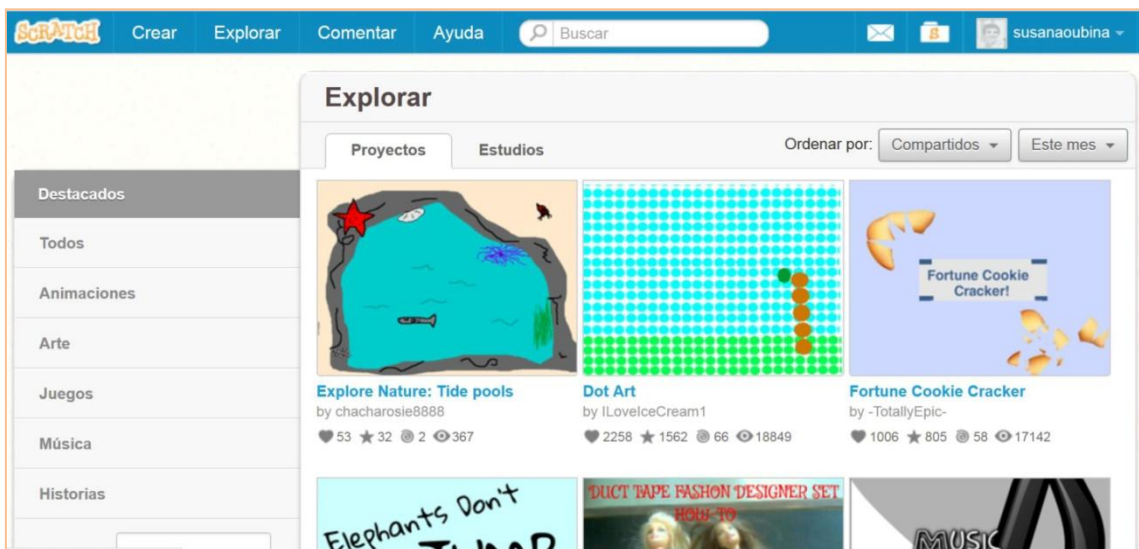 SCRATCH Crear Explorar Comentar Ayuda Buscar S susanaoubina
Explorar
Proyectos Estudios Ordenar por: Compartidos Este mes
Destacados
Todos
Animaciones
Arte
Juegos
Música
Historias
Fortune Cookie
Cracker!
Explore Nature: Tide pools
by chacharosie8888
53 32 2 367
Dot Art
by ILoveIceCream1
2258 1562 66 18849
Fortune Cookie Cracker
by -TotallyEpic-
1006 805 58 17142
Elephants Don't
JUMP
DUCT TAPE FASHON DESIGNER SET
HOW-TO
MUSIC